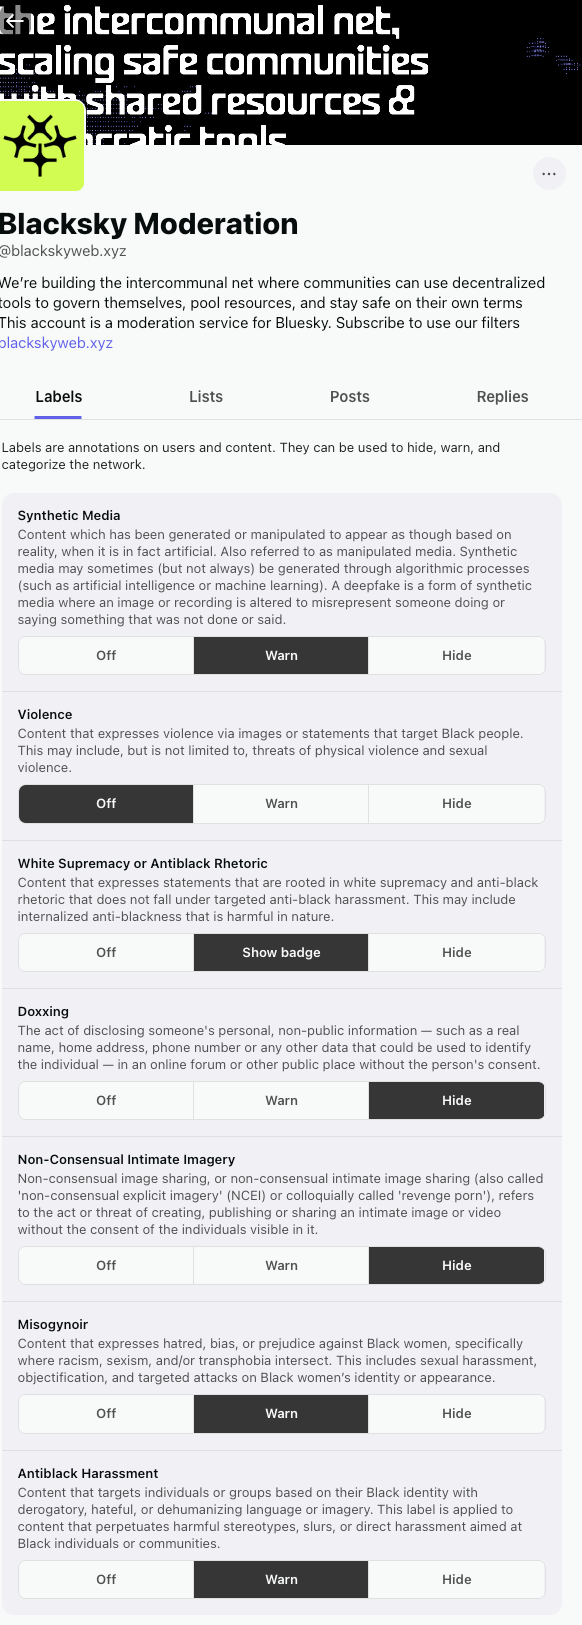 the intercommunal net,
scaling safe communities
with shared resources &
cratic tools
Blacksky Moderation
@blackskyweb.xyz
We’re building the intercommunal net where communities can use decentralized
tools to govern themselves, pool resources, and stay safe on their own terms
This account is a moderation service for Bluesky. Subscribe to use our filters
blackskyweb.xyz
Labels Lists Posts Replies
Labels are annotations on users and content. They can be used to hide, warn, and
categorize the network.
Synthetic Media
Content which has been generated or manipulated to appear as though based on
reality, when it is in fact artificial. Also referred to as manipulated media. Synthetic
media may sometimes (but not always) be generated through algorithmic processes
(such as artificial intelligence or machine learning). A deepfake is a form of synthetic
media where an image or recording is altered to misrepresent someone doing or
saying something that was not done or said.
Off Warn Hide
Violence
Content that expresses violence via images or statements that target Black people.
This may include, but is not limited to, threats of physical violence and sexual
violence.
Off Warn Hide
White Supremacy or Antiblack Rhetoric
Content that expresses statements that are rooted in white supremacy and anti-black
rhetoric that does not fall under targeted anti-black harassment. This may include
internalized anti-blackness that is harmful in nature.
Off Show badge Hide
Doxxing
The act of disclosing someone's personal, non-public information — such as a real
name, home address, phone number or any other data that could be used to identify
the individual — in an online forum or other public place without the person's consent.
Off Warn Hide
Non-Consensual Intimate Imagery
Non-consensual image sharing, or non-consensual intimate image sharing (also called
'non-consensual explicit imagery' (NCEI) or colloquially called 'revenge porn'), refers
to the act or threat of creating, publishing or sharing an intimate image or video
without the consent of the individuals visible in it.
Off Warn Hide
Misogynoir
Content that expresses hatred, bias, or prejudice against Black women, specifically
where racism, sexism, and/or transphobia intersect. This includes sexual harassment,
objectification, and targeted attacks on Black women’s identity or appearance.
Off Warn Hide
Antiblack Harassment
Content that targets individuals or groups based on their Black identity with
derogatory, hateful, or dehumanizing language or imagery. This label is applied to
content that perpetuates harmful stereotypes, slurs, or direct harassment aimed at
Black individuals or communities.
Off Warn Hide